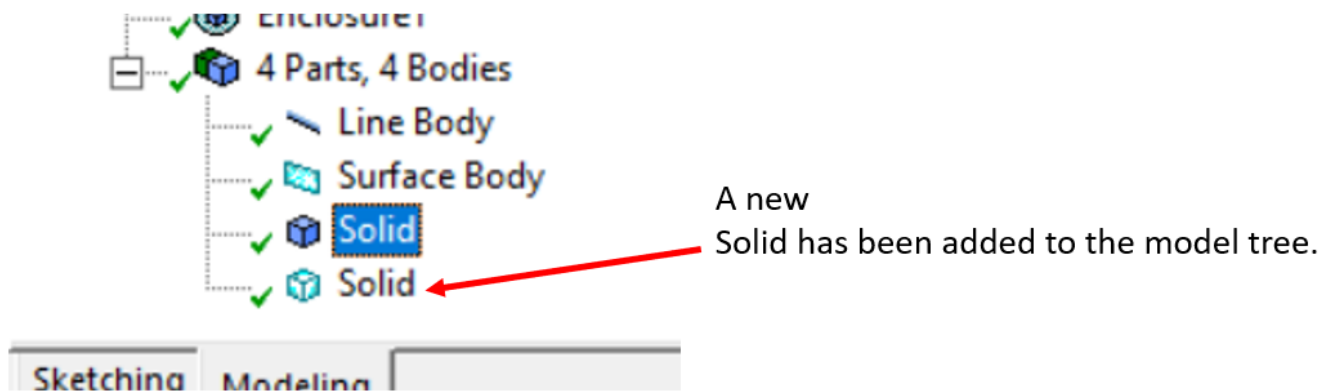 Enclosure1
4 Parts, 4 Bodies
Line Body
Surface Body
Solid
Solid
A new
Solid has been added to the model tree.
Sketching Modeling